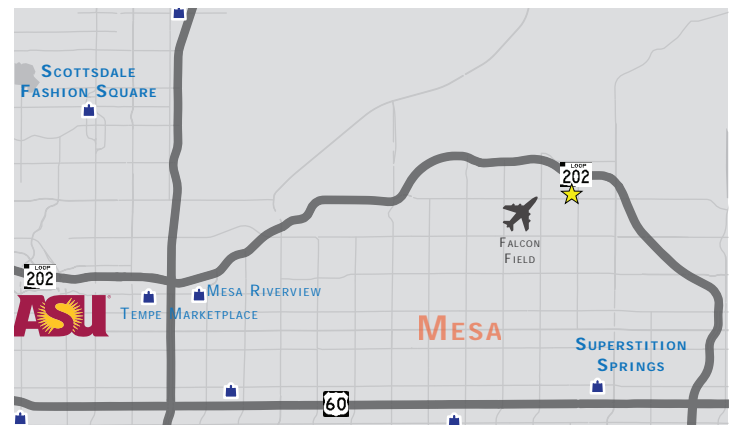 Scottsdale
Fashion Square
LOOP
202
Falcon
Field
LOOP
202
Mesa Riverview
ASU
Tempe Marketplace
Mesa
Superstition
Springs
60